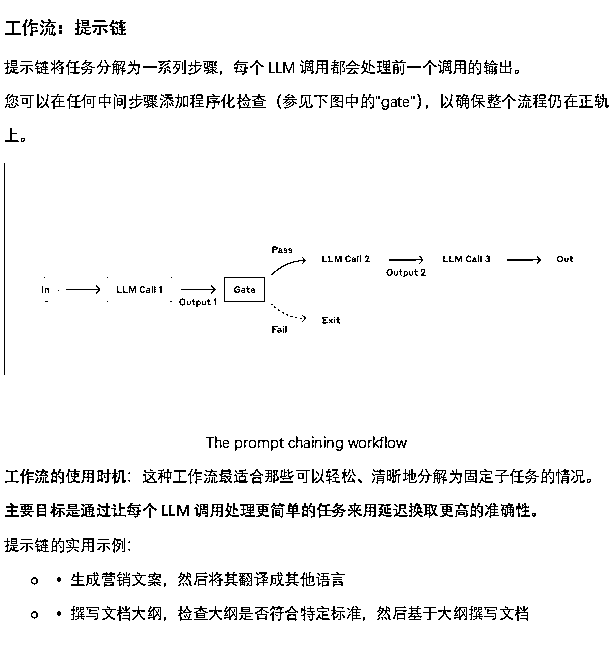 工作流：提示链
提示链将任务分解为一系列步骤，每个 LLM 调用都会处理前一个调用的输出。
您可以在任何中间步骤添加程序化检查（参见下图中的"gate"），以确保整个流程仍在正轨
上。
Pass
LLM Call 2
LLM Call 3
Out
Output 2
In
LLM Call 1
Gate
Output 1
Exit
Fail
The prompt chaining workflow
工作流的使用时机：这种工作流最适合那些可以轻松、清晰地分解为固定子任务的情况。
主要目标是通过让每个 LLM 调用处理更简单的任务来用延迟换取更高的准确性。
提示链的实用示例：
• 生成营销文案，然后将其翻译成其他语言
• 撰写文档大纲，检查大纲是否符合特定标准，然后基于大纲撰写文档